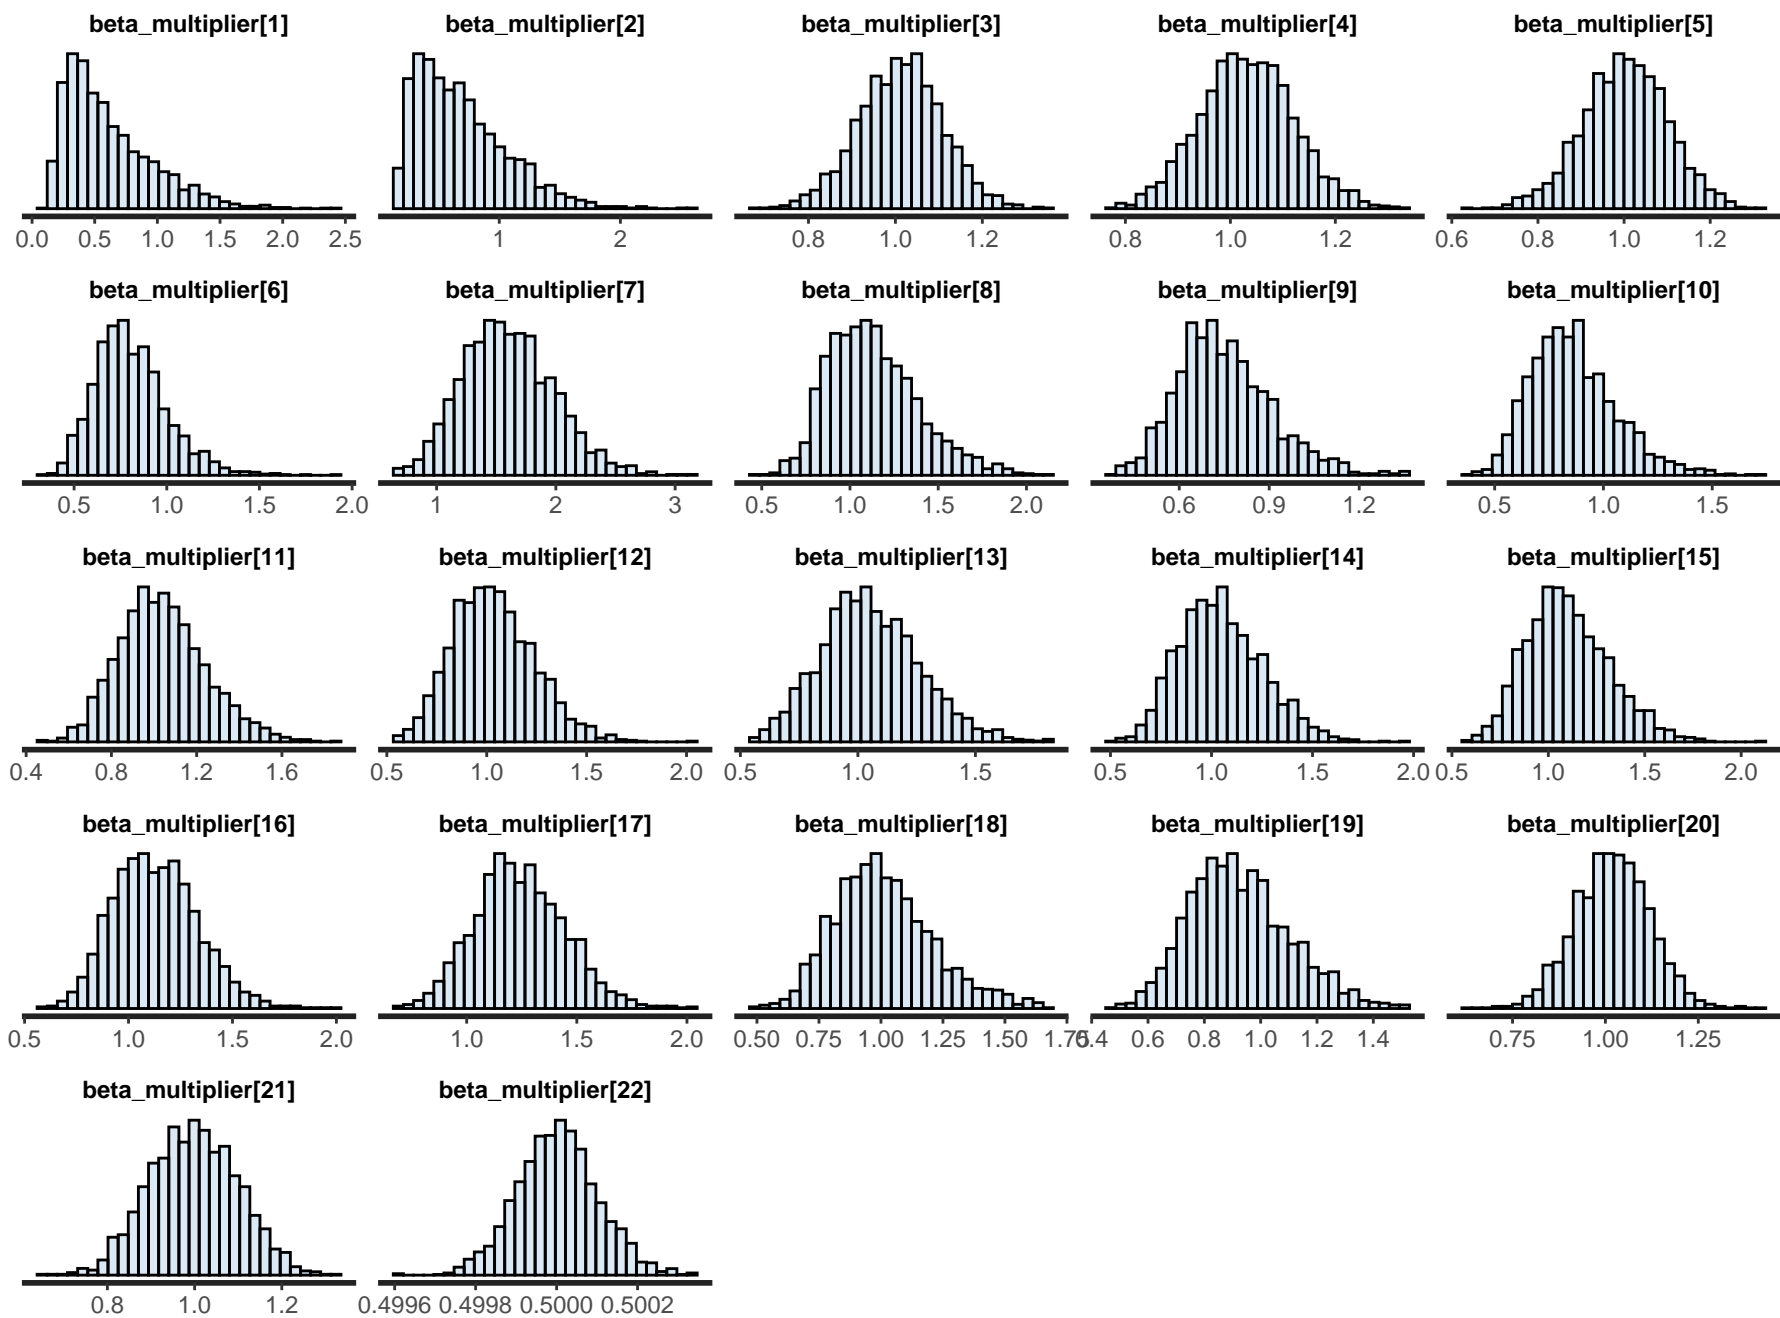 beta_multiplier[1] beta_multiplier[2] beta_multiplier[3] beta_multiplier[4] beta_multiplier[5]
0.0 0.5 1.0 1.5 2.0 2.5 1 2 0.8 1.0 1.2 0.8 1.0 1.2 0.6 0.8 1.0 1.2
beta_multiplier[6] beta_multiplier[7] beta_multiplier[8] beta_multiplier[9] beta_multiplier[10]
0.5 1.0 1.5 2.0 1 2 3 0.5 1.0 1.5 2.0 0.6 0.9 1.2 0.5 1.0 1.5
beta_multiplier[11] beta_multiplier[12] beta_multiplier[13] beta_multiplier[14] beta_multiplier[15]
0.4 0.8 1.2 1.6 0.5 1.0 1.5 2.0 0.5 1.0 1.5 0.5 1.0 1.5 2.0 0.5 1.0 1.5 2.0
beta_multiplier[16] beta_multiplier[17] beta_multiplier[18] beta_multiplier[19] beta_multiplier[20]
0.5 1.0 1.5 2.0 1.0 1.5 2.0 0.50 0.75 1.00 1.25 1.50 1.75 0.4 0.6 0.8 1.0 1.2 1.4 0.75 1.00 1.25
beta_multiplier[21] beta_multiplier[22]
0.8 1.0 1.2 0.4996 0.4998 0.5000 0.5002